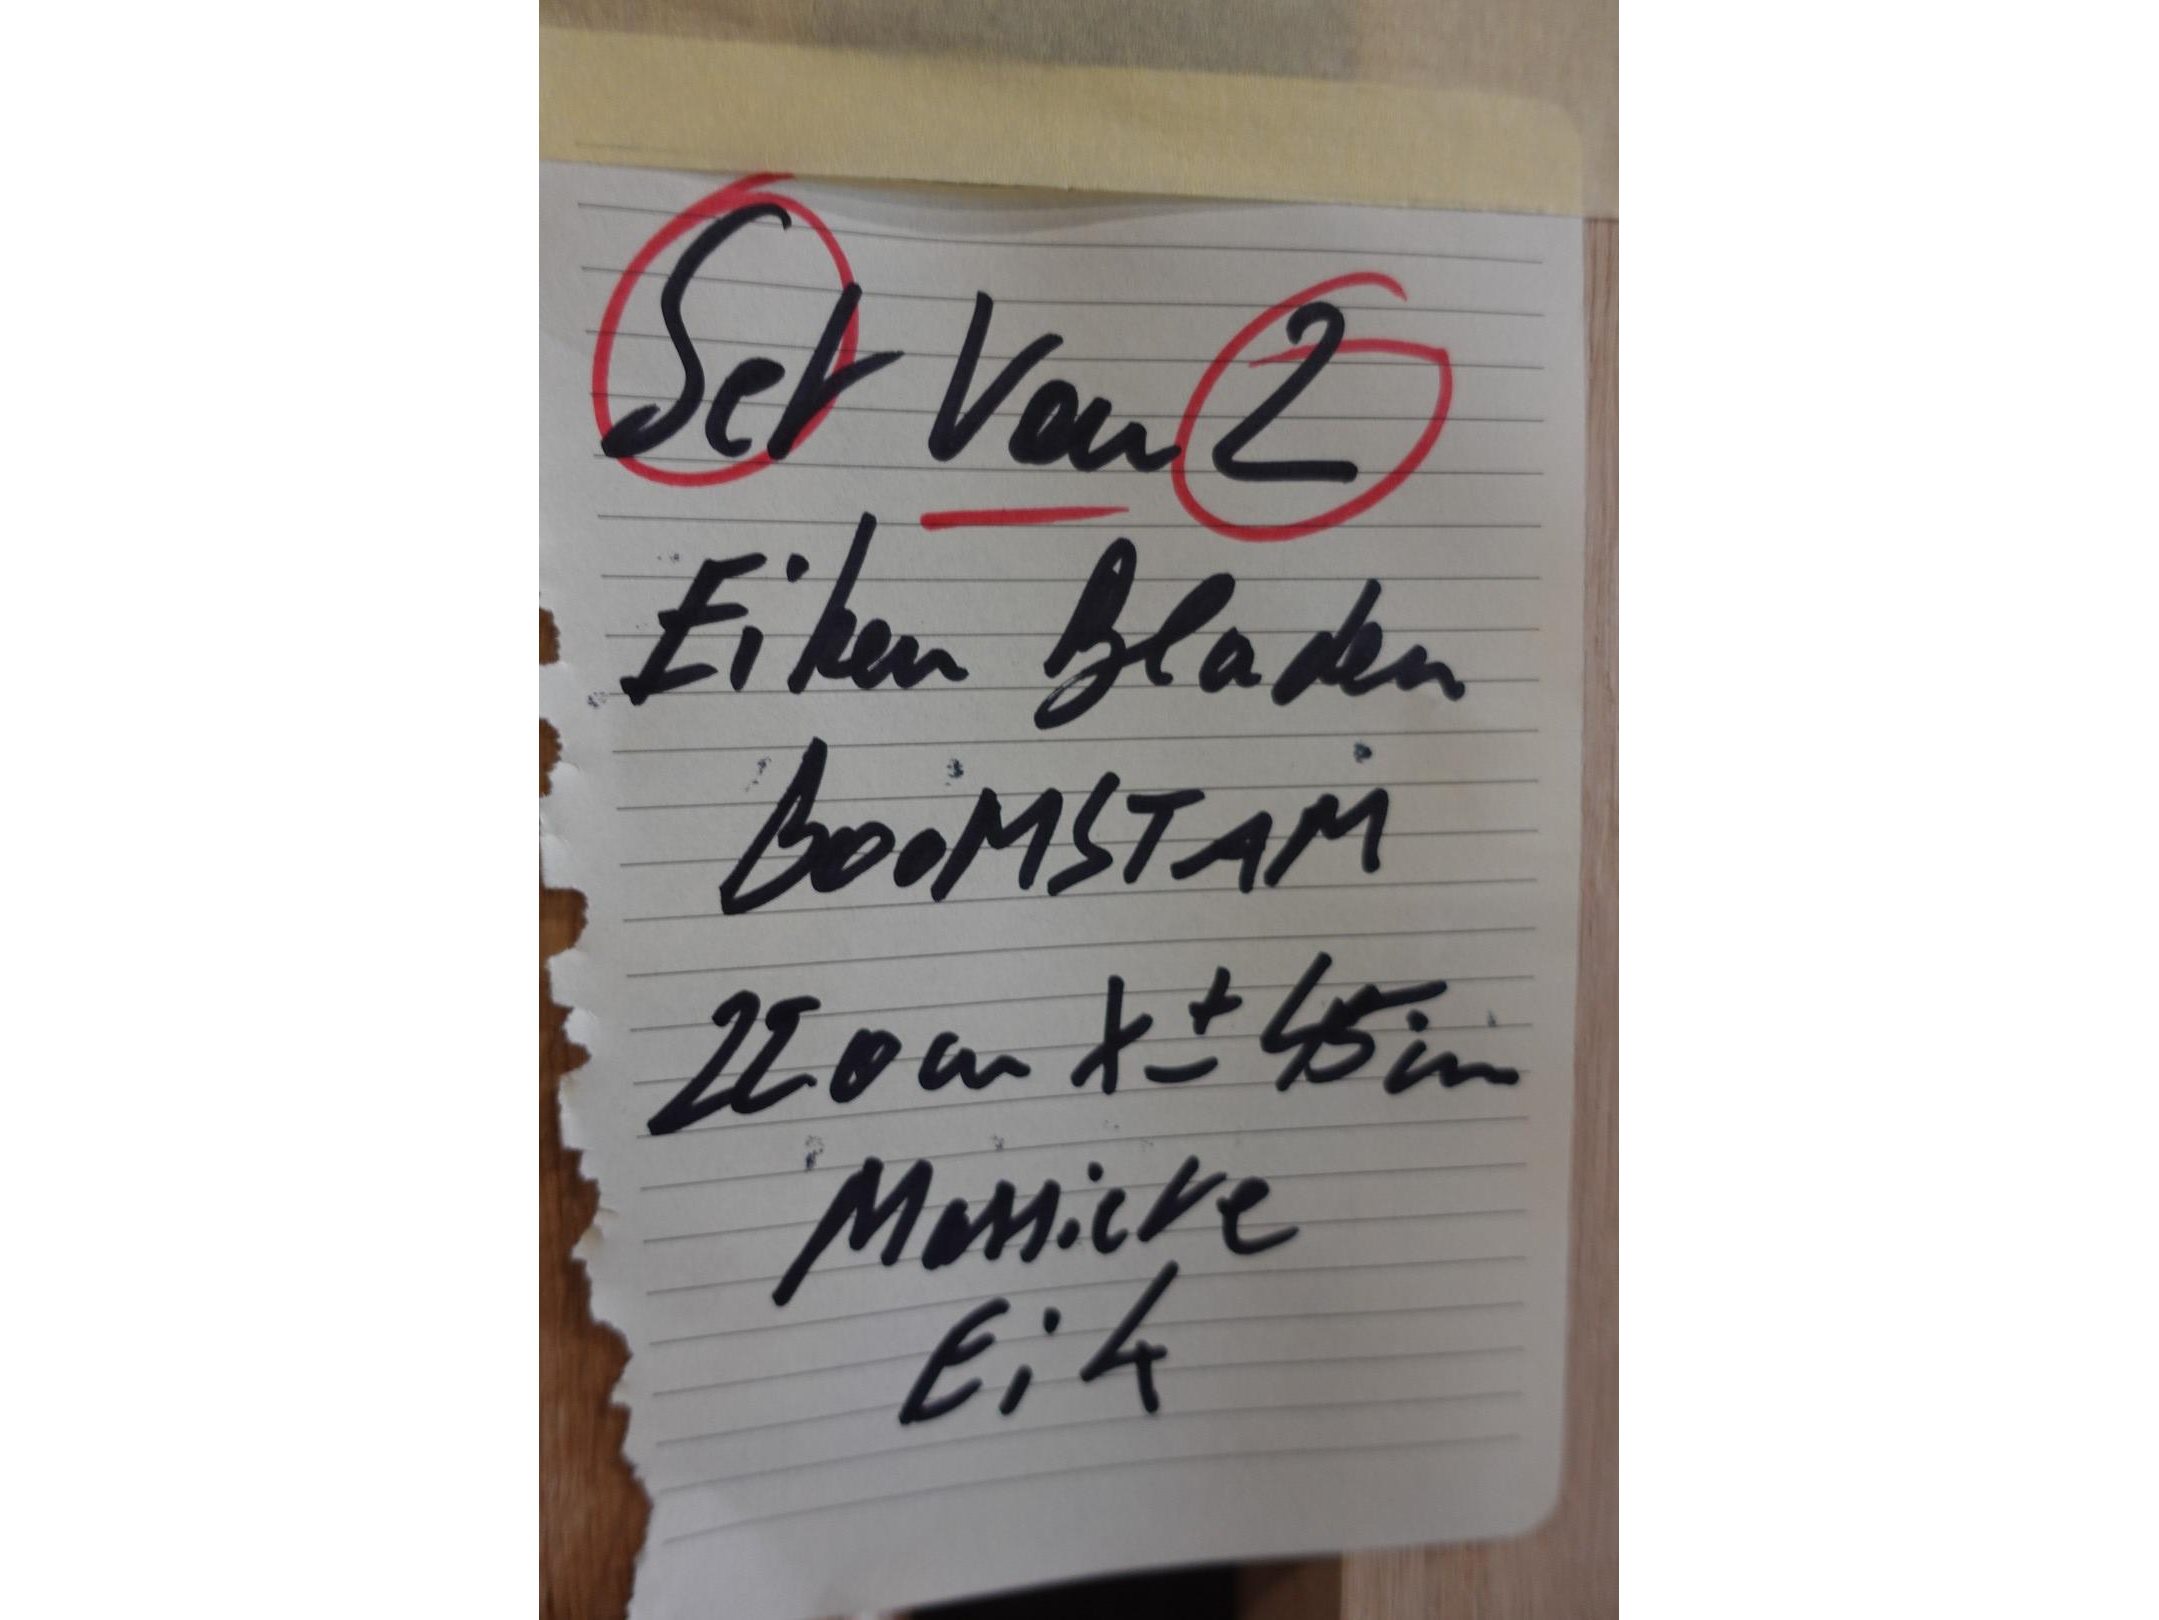 Set Van 2
Eiken Bladen
BOOMSTAM
220 cm X ± 45 cm
Massieve
Eik